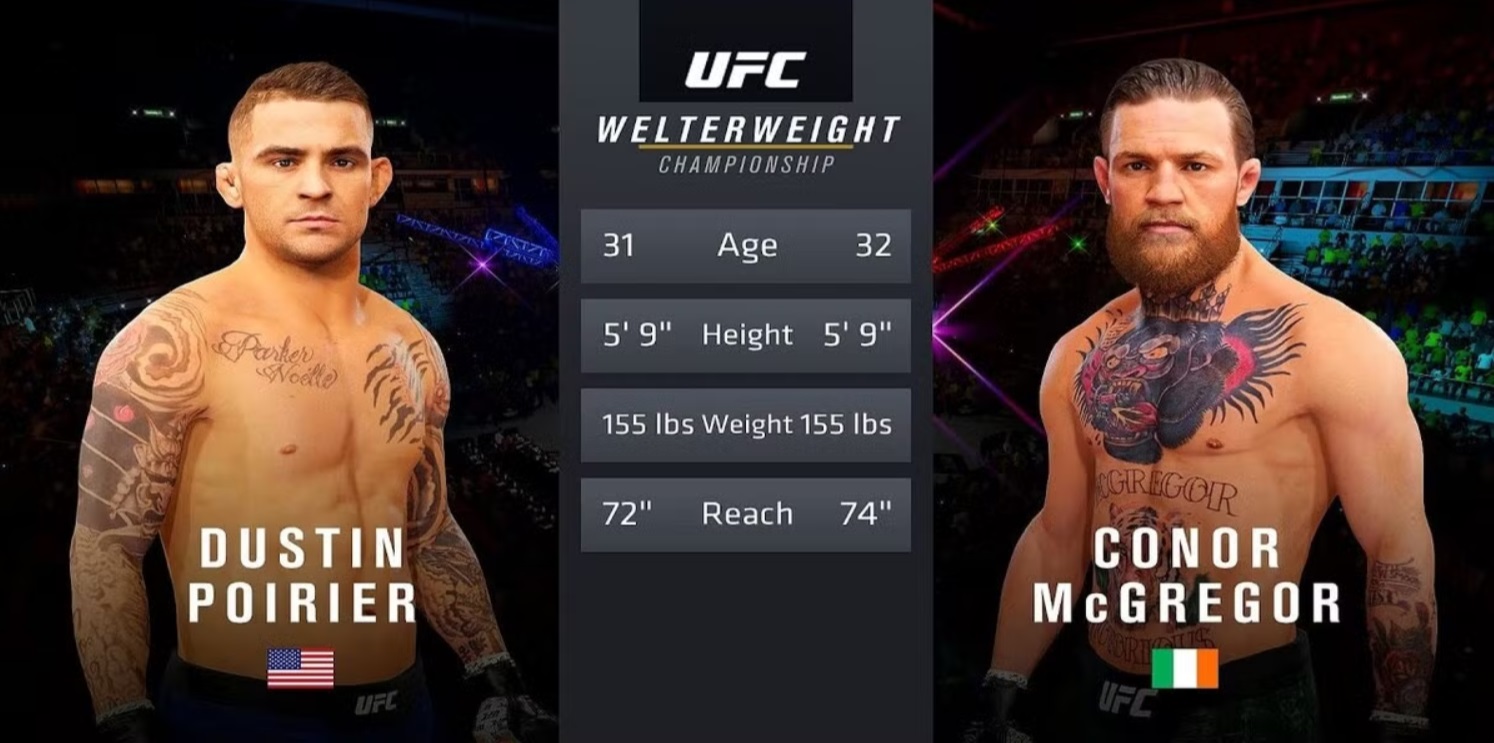 UFC
WELTERWEIGHT
CHAMPIONSHIP
31 Age 32
5' 9" Height 5' 9"
155 lbs Weight 155 lbs
72" Reach 74"
Parker
Noelle
DUSTIN
POIRIER
UFC
McGREGOR
CONOR
McGREGOR
UFC